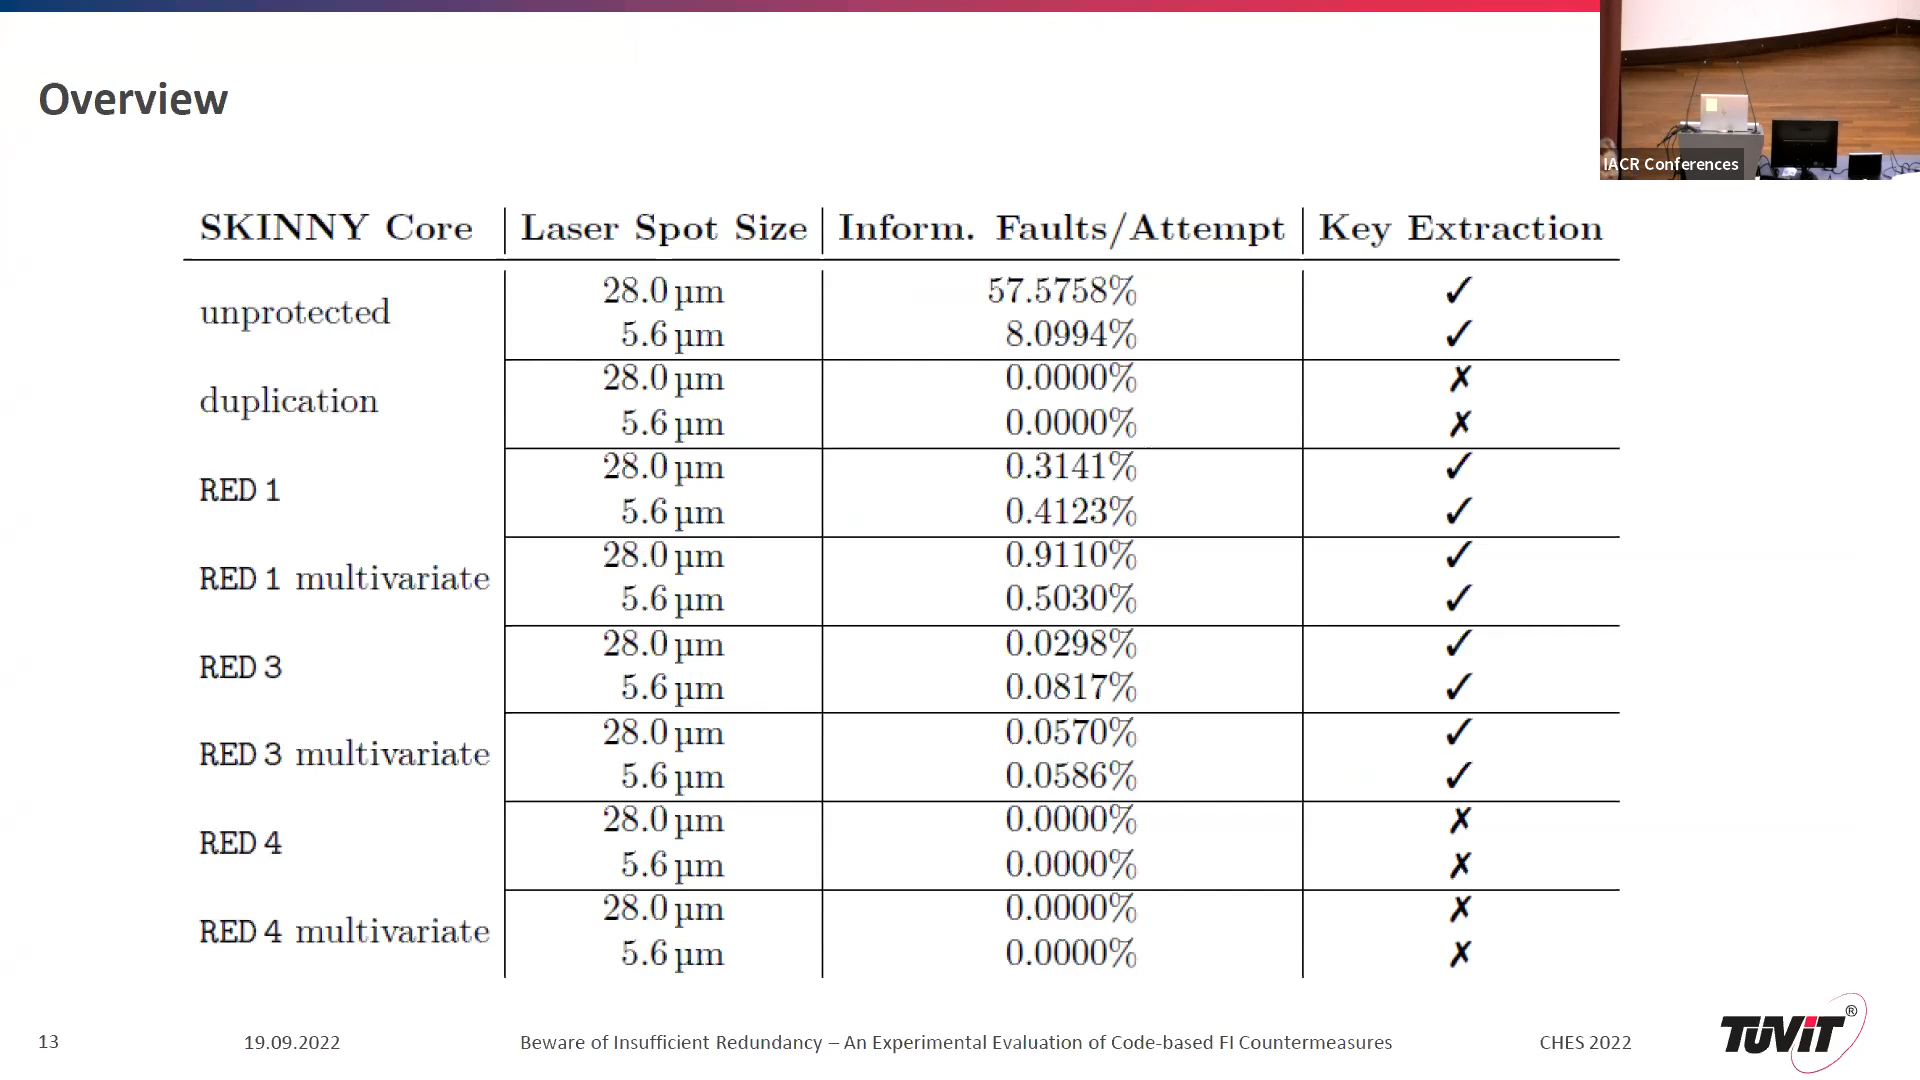 Overview
IACR Conferences
SKINNY Core Laser Spot Size Inform. Faults/Attempt Key Extraction
unprotected
28.0 µm 57.5758% ✓
5.6 µm 8.0994% ✓
duplication
28.0 µm 0.0000% ✗
5.6 µm 0.0000% ✗
RED 1
28.0 µm 0.3141% ✓
5.6 µm 0.4123% ✓
RED 1 multivariate
28.0 µm 0.9110% ✓
5.6 µm 0.5030% ✓
RED 3
28.0 µm 0.0298% ✓
5.6 µm 0.0817% ✓
RED 3 multivariate
28.0 µm 0.0570% ✓
5.6 µm 0.0586% ✓
RED 4
28.0 µm 0.0000% ✗
5.6 µm 0.0000% ✗
RED 4 multivariate
28.0 µm 0.0000% ✗
5.6 µm 0.0000% ✗
13 19.09.2022 Beware of Insufficient Redundancy – An Experimental Evaluation of Code-based FI Countermeasures CHES 2022
TÜViT®